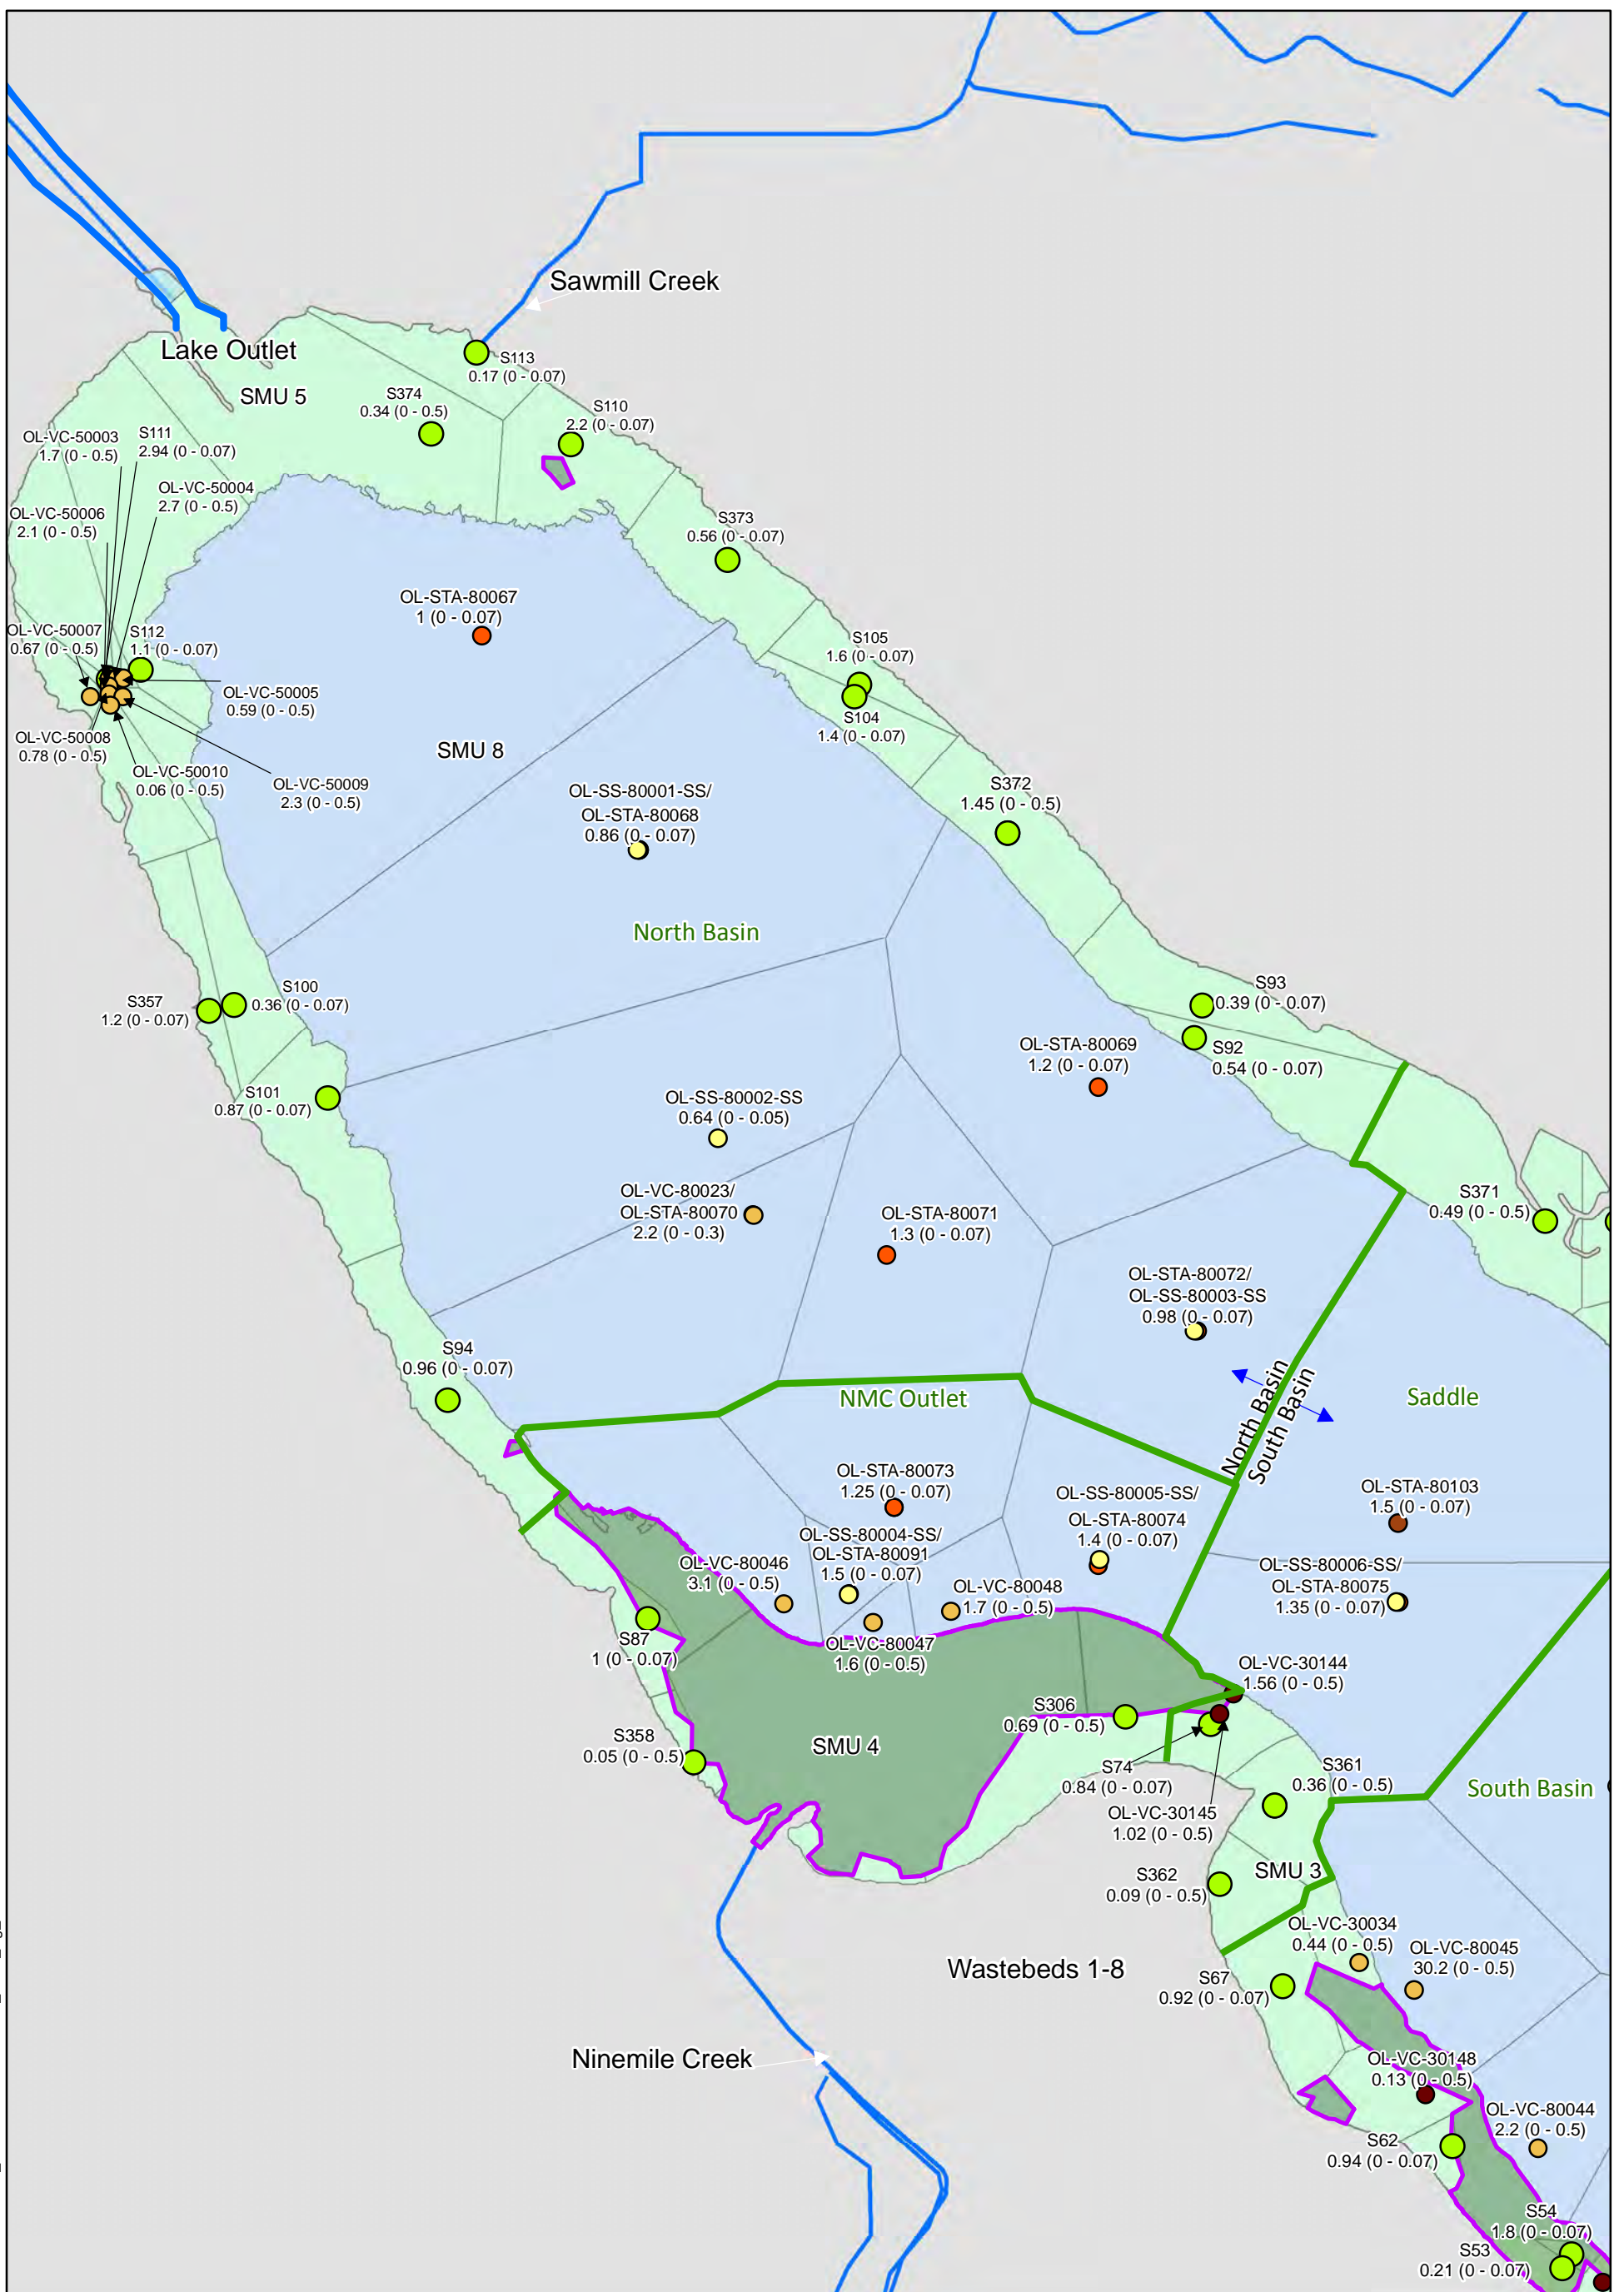 Sawmill Creek
Lake Outlet
SMU 5
S113
0.17 (0 - 0.07)
S374
0.34 (0 - 0.5)
S110
2.2 (0 - 0.07)
OL-VC-50003
1.7 (0 - 0.5)
S111
2.94 (0 - 0.07)
OL-VC-50004
2.7 (0 - 0.5)
OL-VC-50006
2.1 (0 - 0.5)
S373
0.56 (0 - 0.07)
OL-STA-80067
1 (0 - 0.07)
OL-VC-50007
0.67 (0 - 0.5)
S112
1.1 (0 - 0.07)
S105
1.6 (0 - 0.07)
OL-VC-50005
0.59 (0 - 0.5)
S104
1.4 (0 - 0.07)
OL-VC-50008
0.78 (0 - 0.5)
SMU 8
OL-VC-50010
0.06 (0 - 0.5)
OL-VC-50009
2.3 (0 - 0.5)
OL-SS-80001-SS/
OL-STA-80068
0.86 (0 - 0.07)
S372
1.45 (0 - 0.5)
North Basin
S100
0.36 (0 - 0.07)
S357
1.2 (0 - 0.07)
S93
0.39 (0 - 0.07)
OL-STA-80069
1.2 (0 - 0.07)
S92
0.54 (0 - 0.07)
S101
0.87 (0 - 0.07)
OL-SS-80002-SS
0.64 (0 - 0.05)
OL-VC-80023/
OL-STA-80070
2.2 (0 - 0.3)
OL-STA-80071
1.3 (0 - 0.07)
S371
0.49 (0 - 0.5)
OL-STA-80072/
OL-SS-80003-SS
0.98 (0 - 0.07)
S94
0.96 (0 - 0.07)
NMC Outlet
North Basin
South Basin
Saddle
OL-STA-80073
1.25 (0 - 0.07)
OL-SS-80005-SS/
OL-STA-80074
1.4 (0 - 0.07)
OL-STA-80103
1.5 (0 - 0.07)
OL-SS-80004-SS/
OL-STA-80091
1.5 (0 - 0.07)
OL-VC-80046
3.1 (0 - 0.5)
OL-VC-80048
1.7 (0 - 0.5)
OL-SS-80006-SS/
OL-STA-80075
1.35 (0 - 0.07)
S87
1 (0 - 0.07)
OL-VC-80047
1.6 (0 - 0.5)
OL-VC-30144
1.56 (0 - 0.5)
S306
0.69 (0 - 0.5)
S358
0.05 (0 - 0.5)
SMU 4
S74
0.84 (0 - 0.07)
S361
0.36 (0 - 0.5)
South Basin
OL-VC-30145
1.02 (0 - 0.5)
SMU 3
S362
0.09 (0 - 0.5)
OL-VC-30034
0.44 (0 - 0.5)
OL-VC-80045
30.2 (0 - 0.5)
Wastebeds 1-8
S67
0.92 (0 - 0.07)
Ninemile Creek
OL-VC-30148
0.13 (0 - 0.5)
OL-VC-80044
2.2 (0 - 0.5)
S62
0.94 (0 - 0.07)
S54
1.8 (0 - 0.07)
S53
0.21 (0 - 0.07)